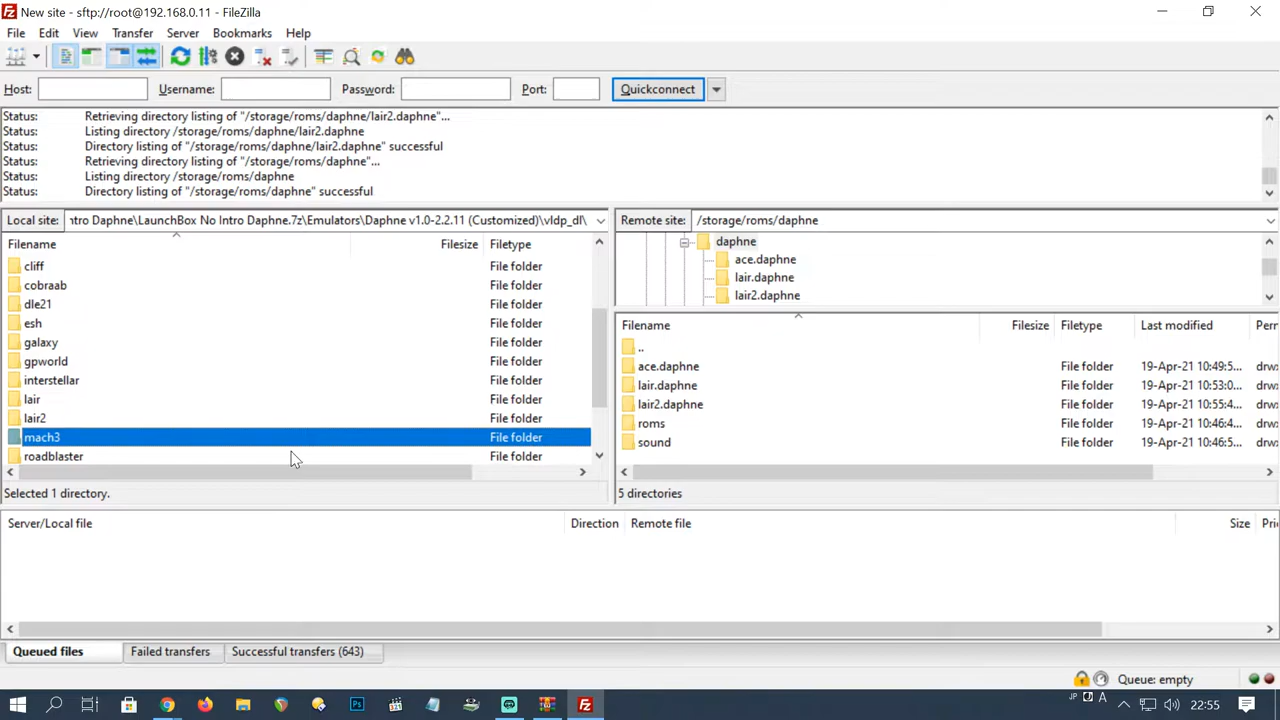 New site - sftp://root@192.168.0.11 - FileZilla
File Edit View Transfer Server Bookmarks Help
Host: Username: Password: Port: Quickconnect
Status: Retrieving directory listing of "/storage/roms/daphne/lair2.daphne"...
Status: Listing directory /storage/roms/daphne/lair2.daphne
Status: Directory listing of "/storage/roms/daphne/lair2.daphne" successful
Status: Retrieving directory listing of "/storage/roms/daphne"...
Status: Listing directory /storage/roms/daphne
Status: Directory listing of "/storage/roms/daphne" successful
Local site: ntro Daphne\LaunchBox No Intro Daphne.7z\Emulators\Daphne v1.0-2.2.11 (Customized)\vldp_dl\
Filename Filesize Filetype
cliff File folder
cobraab File folder
dle21 File folder
esh File folder
galaxy File folder
gpworld File folder
interstellar File folder
lair File folder
lair2 File folder
mach3 File folder
roadblaster File folder
Selected 1 directory.
Remote site: /storage/roms/daphne
daphne
ace.daphne
lair.daphne
lair2.daphne
Filename Filesize Filetype Last modified Perr
..
ace.daphne File folder 19-Apr-21 10:49:5... drwx
lair.daphne File folder 19-Apr-21 10:53:0... drwx
lair2.daphne File folder 19-Apr-21 10:55:4... drwx
roms File folder 19-Apr-21 10:46:5... drwx
sound File folder 19-Apr-21 10:46:5... drwx
5 directories
Server/Local file Direction Remote file Size Prio
Queued files Failed transfers Successful transfers (643)
Queue: empty
JP A 22:55